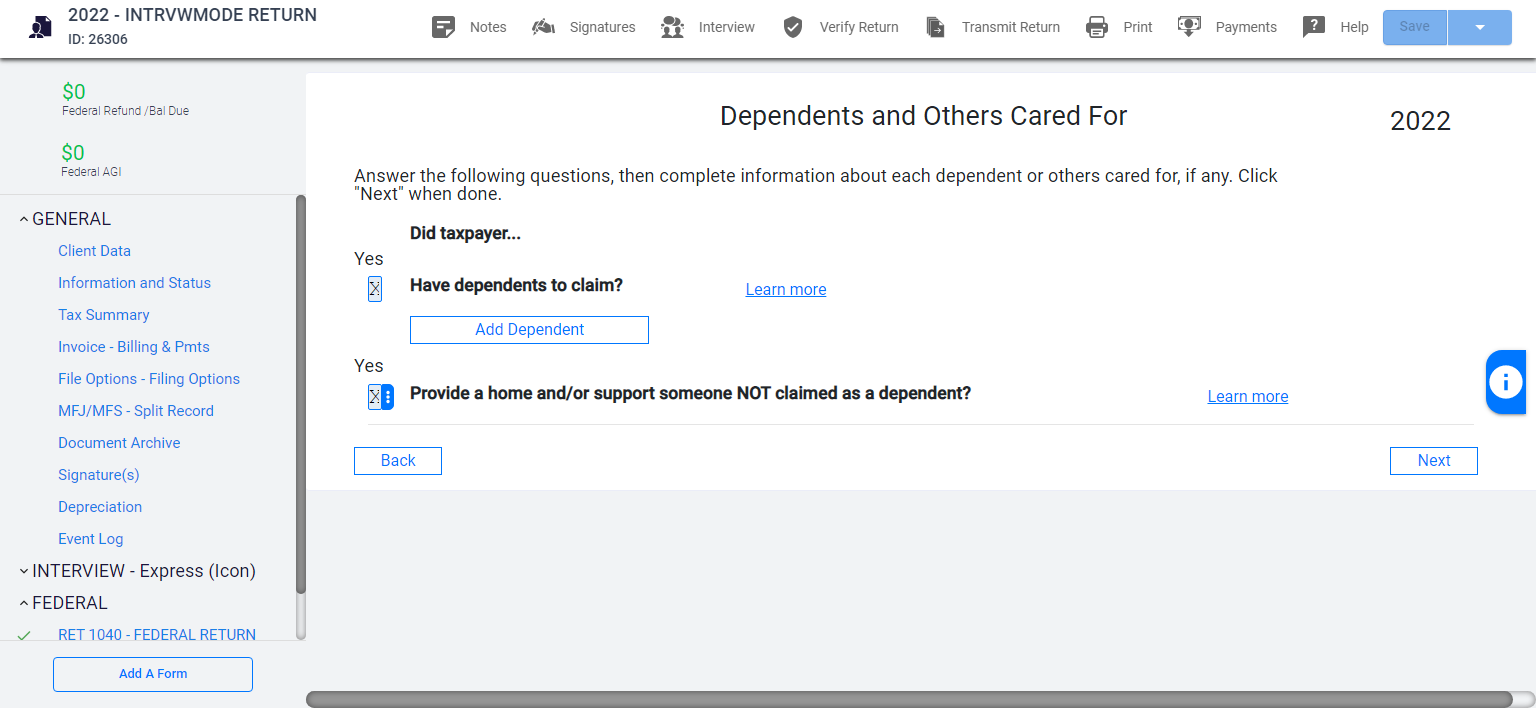 2022 - INTRVWMODE RETURN
ID: 26306
Notes
Signatures
Interview
Verify Return
Transmit Return
Print
Payments
Help
Save
$0
Federal Refund /Bal Due
$0
Federal AGI
GENERAL
Client Data
Information and Status
Tax Summary
Invoice - Billing & Pmts
File Options - Filing Options
MFJ/MFS - Split Record
Document Archive
Signature(s)
Depreciation
Event Log
INTERVIEW - Express (Icon)
FEDERAL
RET 1040 - FEDERAL RETURN
Add A Form
Dependents and Others Cared For
2022
Answer the following questions, then complete information about each dependent or others cared for, if any. Click
"Next" when done.
Did taxpayer...
Yes
X Have dependents to claim? Learn more
Add Dependent
Yes
X Provide a home and/or support someone NOT claimed as a dependent? Learn more
Back
Next